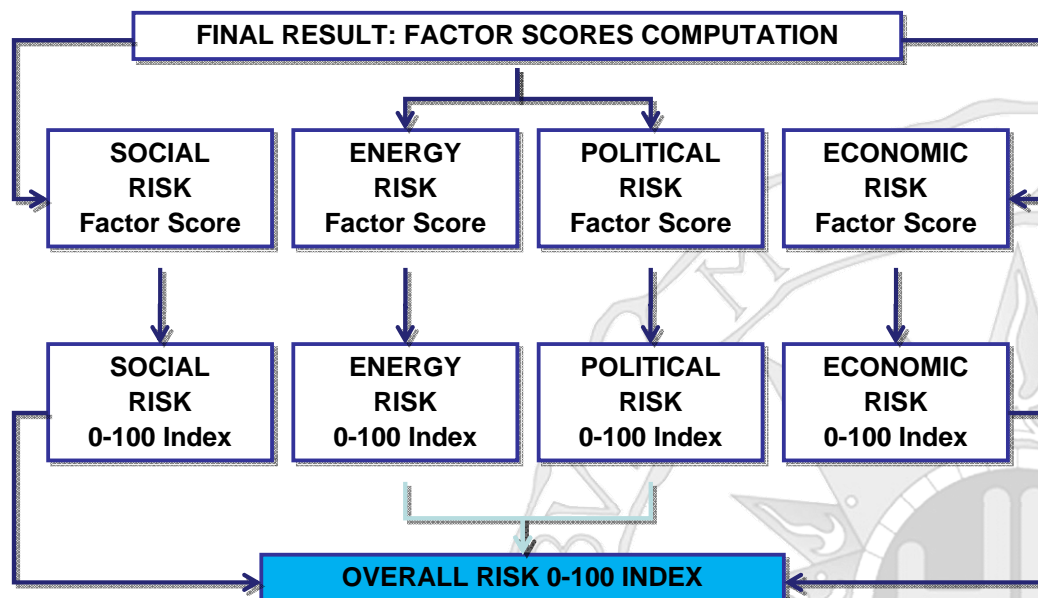 FINAL RESULT: FACTOR SCORES COMPUTATION
SOCIAL
RISK
Factor Score
ENERGY
RISK
Factor Score
POLITICAL
RISK
Factor Score
ECONOMIC
RISK
Factor Score
SOCIAL
RISK
0-100 Index
ENERGY
RISK
0-100 Index
POLITICAL
RISK
0-100 Index
ECONOMIC
RISK
0-100 Index
OVERALL RISK 0-100 INDEX